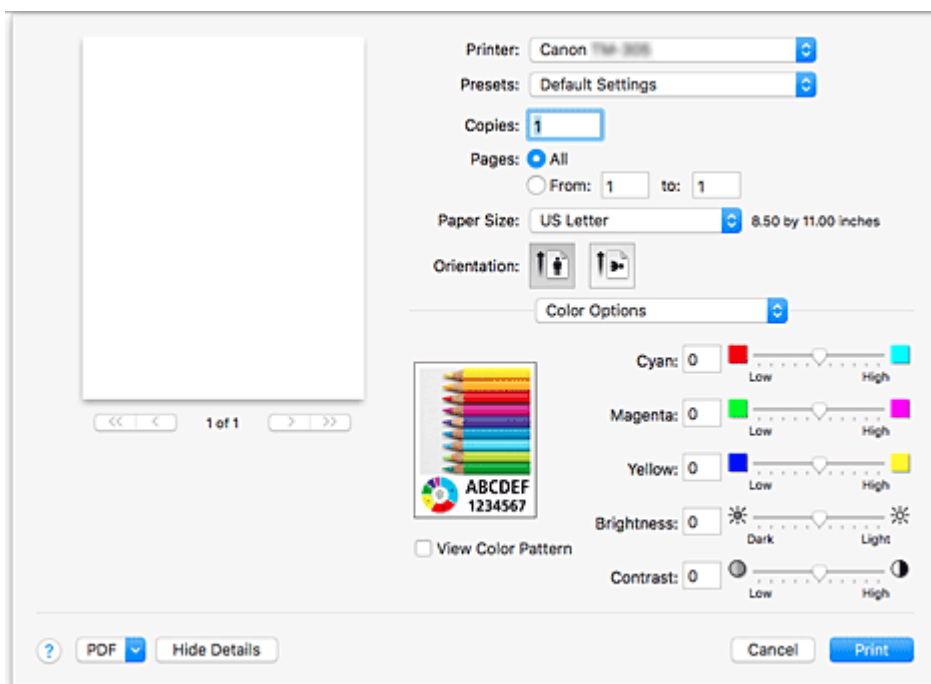 Printer: Canon
Presets: Default Settings
Copies: 1
Pages: All
From: 1 to: 1
Paper Size: US Letter 8.50 by 11.00 inches
Orientation:
Color Options
Cyan: 0
Low High
Magenta: 0
Low High
Yellow: 0
Low High
Brightness: 0
Dark Light
Contrast: 0
Low High
ABCDEF
1234567
View Color Pattern
<< < 1 of 1 > >>
? PDF Hide Details Cancel Print